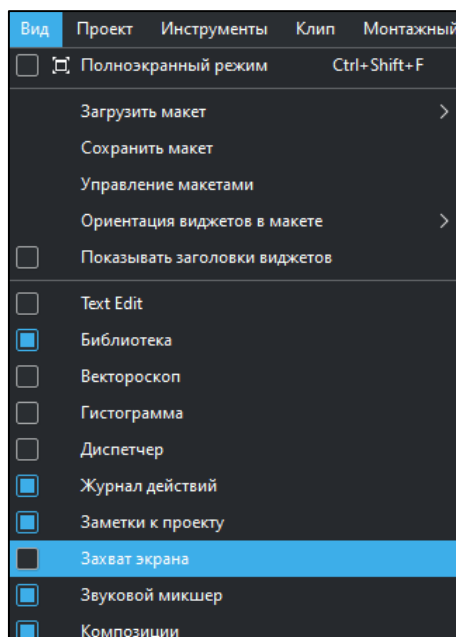 Вид Проект Инструменты Клип Монтажный
Полноэкранный режим Ctrl+Shift+F
Загрузить макет
Сохранить макет
Управление макетами
Ориентация виджетов в макете
Показывать заголовки виджетов
Text Edit
Библиотека
Вектороскоп
Гистограмма
Диспетчер
Журнал действий
Заметки к проекту
Захват экрана
Звуковой микшер
Композиции